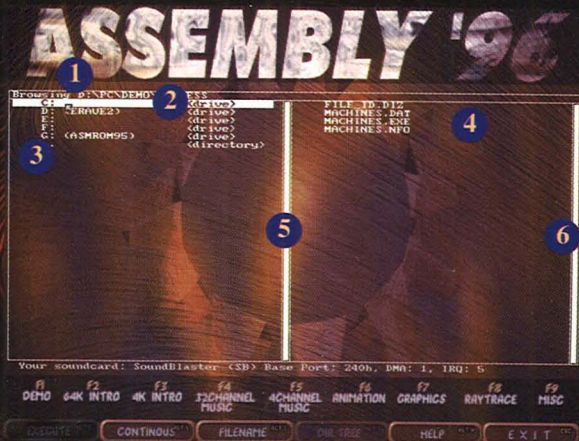 ASSEMBLY '96
1
Browsing D:\PC\DEMO\
2
C: <drive>
D: (ERAVE2) <drive>
E: <drive>
F: <drive>
G: (ASMROM95) <drive>
<directory>
3
FILE_ID.DIZ
MACHINES.DAT
MACHINES.EXE
MACHINES.NFO
4
5
6
Your soundcard: SoundBlaster (SB) Base Port: 240h, DMA: 1, IRQ: 5
F1 F2 F3 F4 F5 F6 F7 F8 F9
DEMO 64K INTRO 4K INTRO 32CHANNEL MUSIC 4CHANNEL MUSIC ANIMATION GRAPHICS RAYTRACE MISC
EXECUTE CONTINOUS FILENAME DIR TREE HELP EXIT